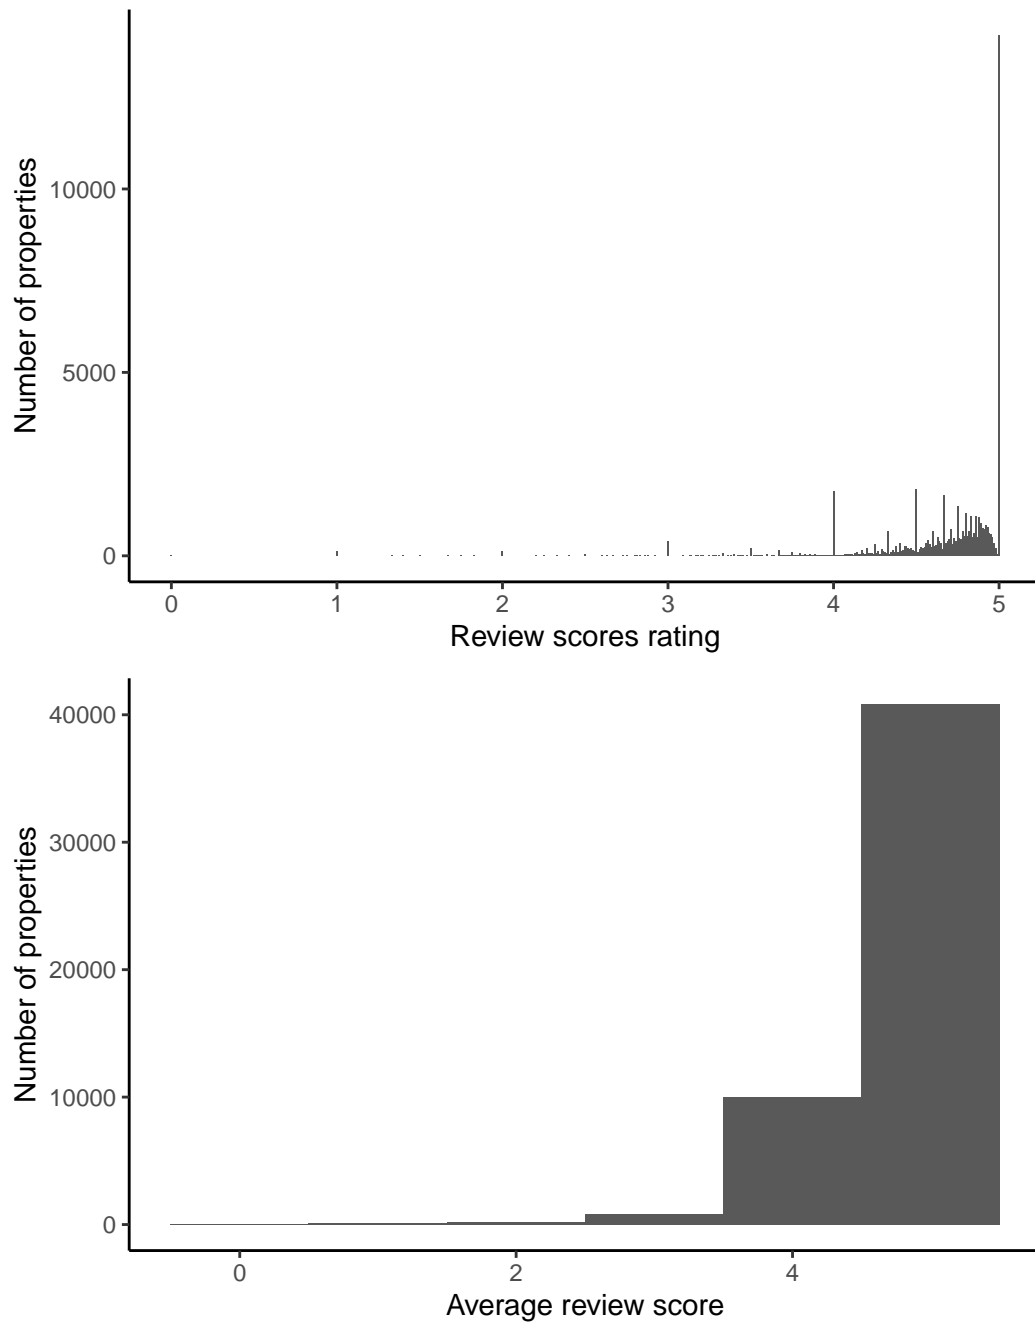 Number of properties
10000
5000
0
0 1 2 3 4 5
Review scores rating
Number of properties
40000
30000
20000
10000
0
0 2 4
Average review score